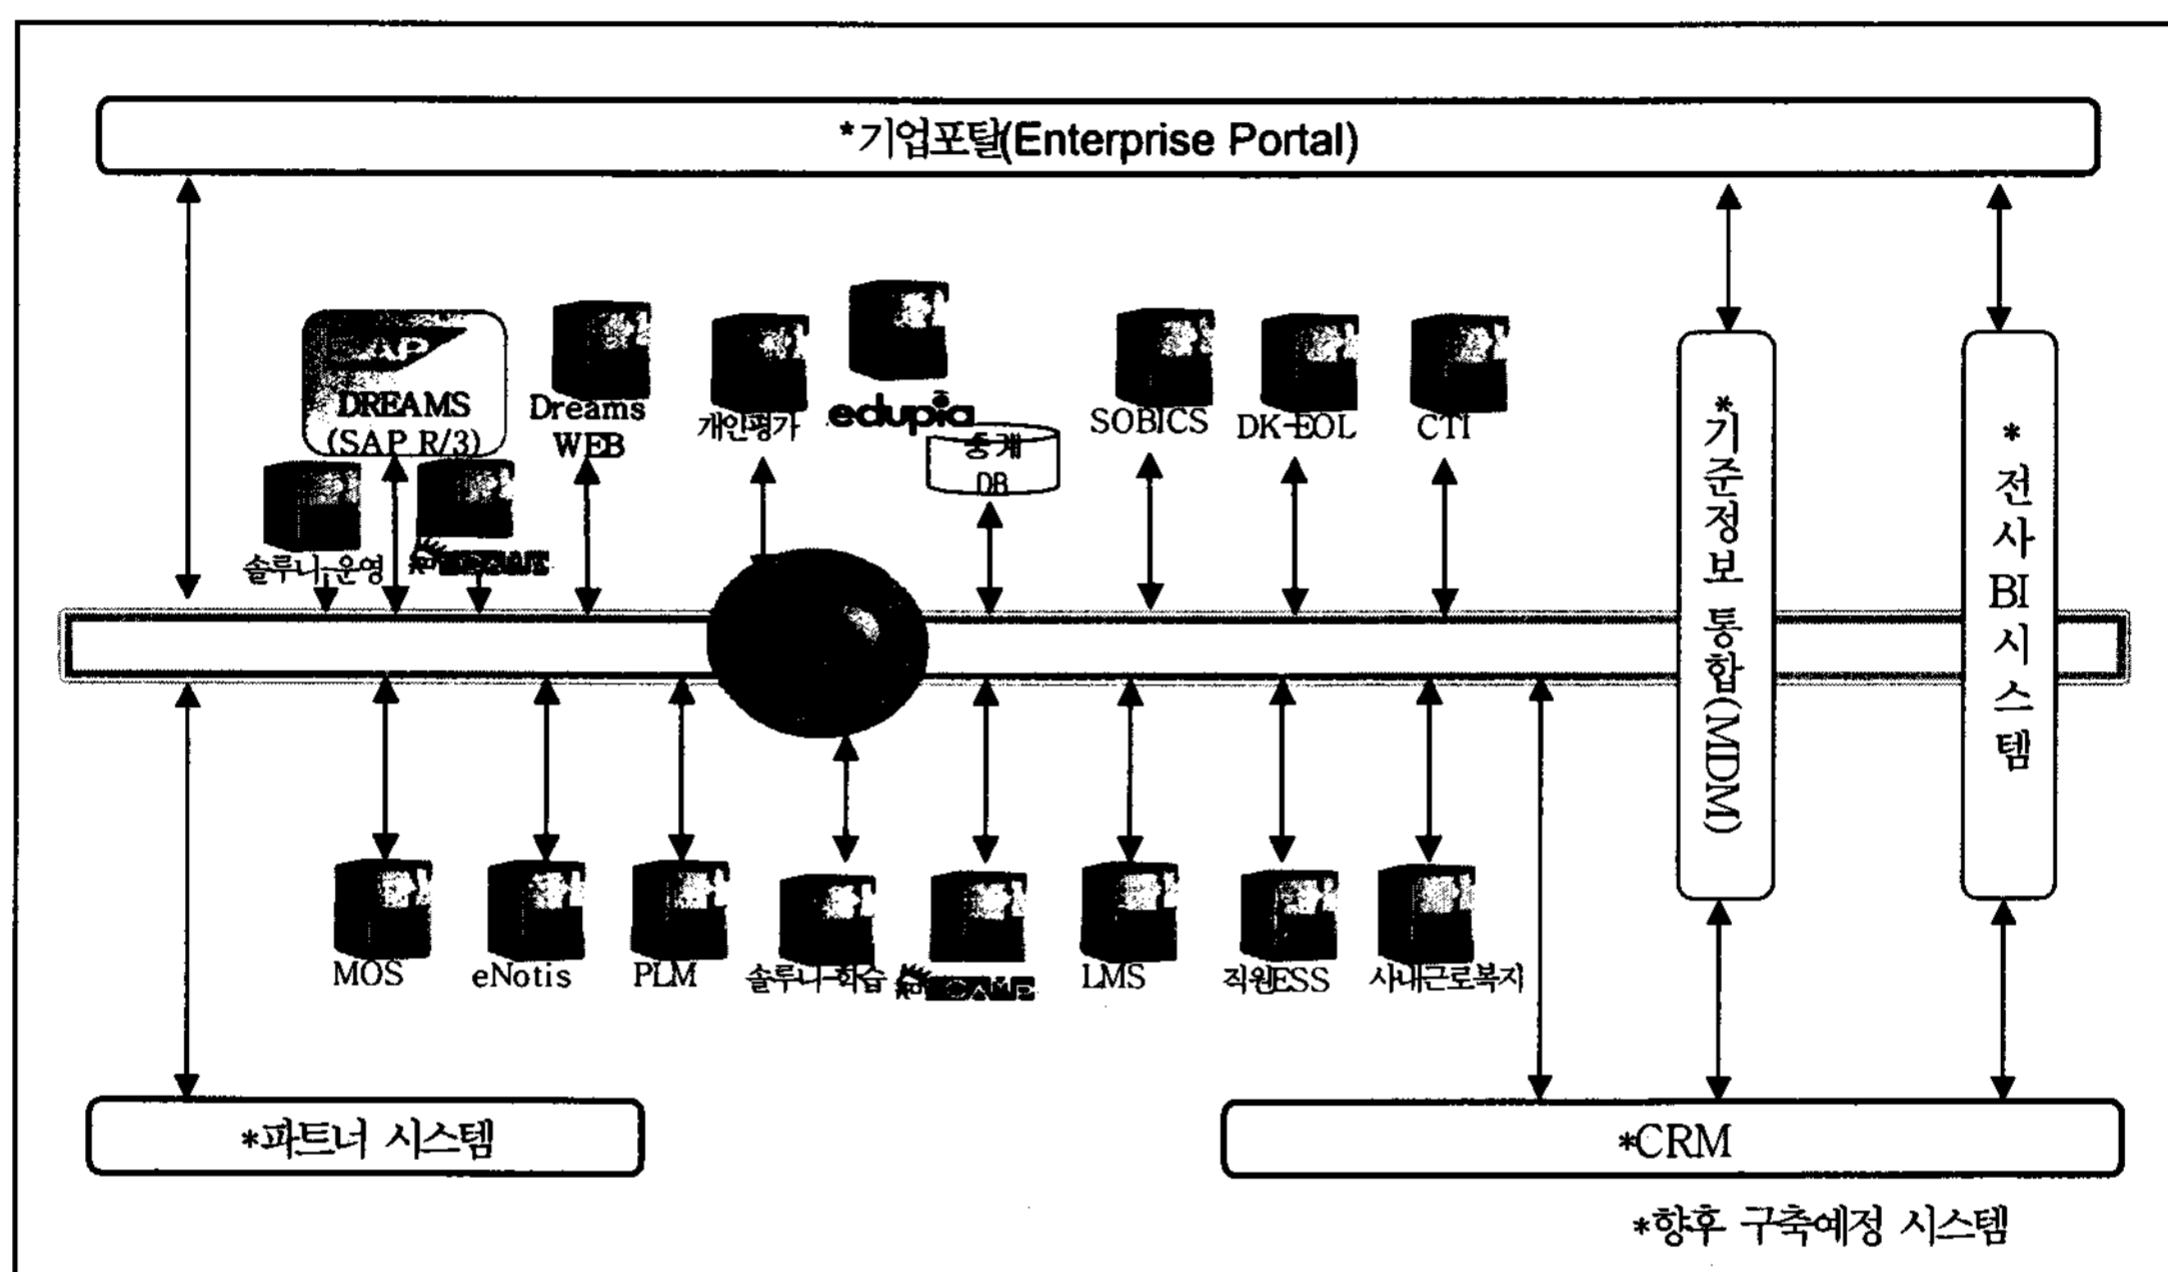 *기업포탈(Enterprise Portal)
DREAMS
(SAP R/3)
Dreams
WEB
개인평가
edupia
DB
SOBICS
DK-EOL
CTI
솔루니-운영
*기준정보 통합(MDM)
*전사BI시스템
MOS
eNotis
PLM
솔루니-학습
LMS
직원ESS
사내근로복지
*파트너 시스템
*CRM
*향후 구축예정 시스템